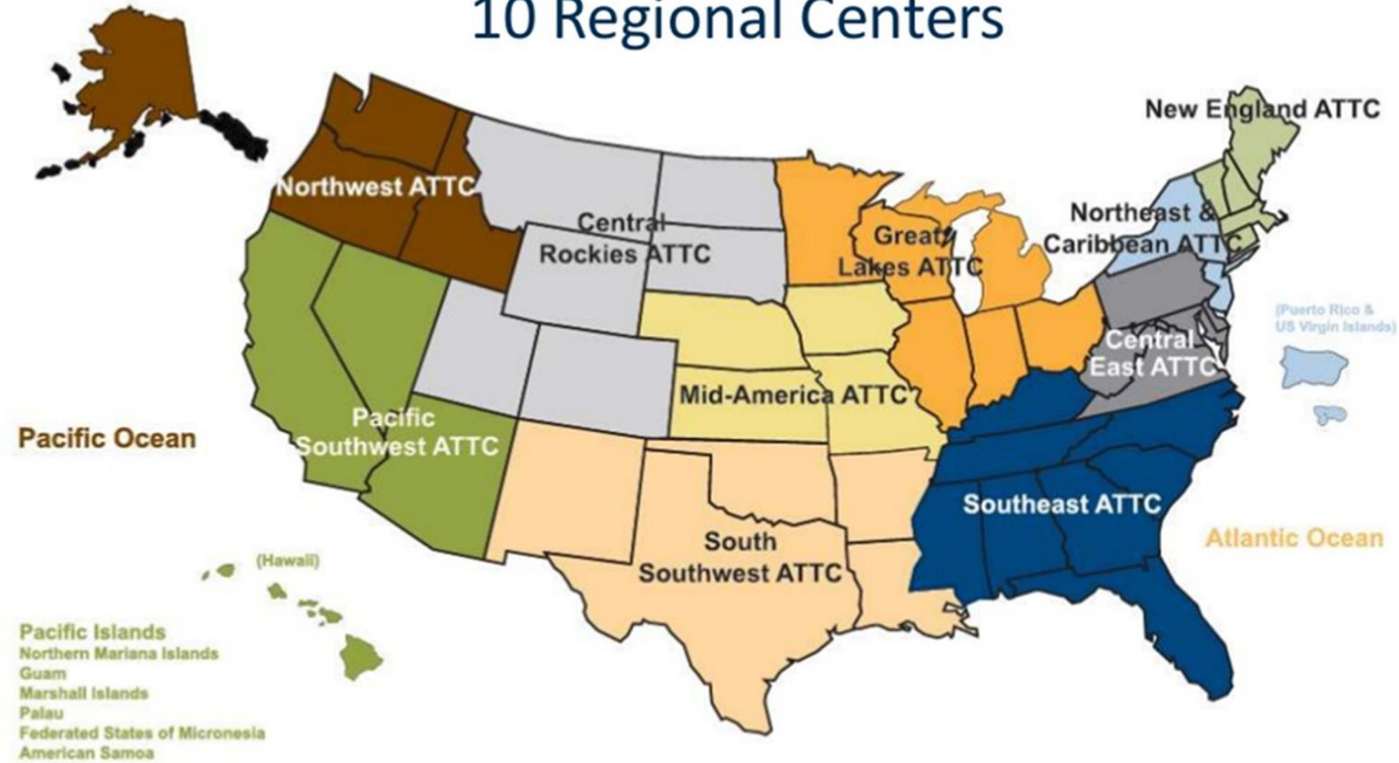 10 Regional Centers
New England ATTC
Northwest ATTC
Central
Rockies ATTC
Great
Lakes ATTC
Northeast &
Caribbean ATTC
(Puerto Rico &
US Virgin Islands)
Central
East ATTC
Mid-America ATTC
Pacific
Southwest ATTC
Pacific Ocean
Southeast ATTC
South
Southwest ATTC
Atlantic Ocean
(Hawaii)
Pacific Islands
Northern Mariana Islands
Guam
Marshall Islands
Palau
Federated States of Micronesia
American Samoa